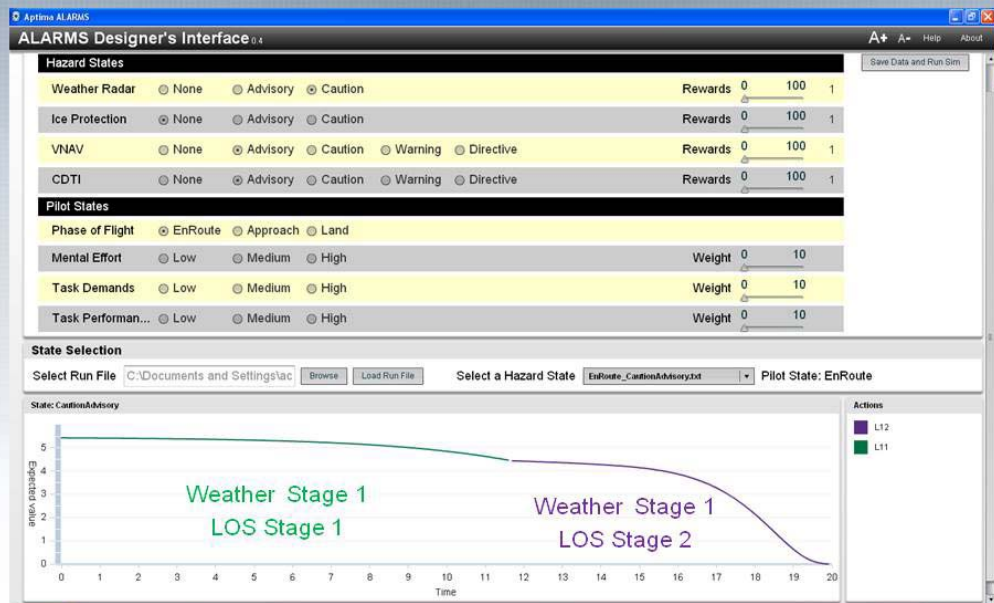 Aptima ALARMS
ALARMS Designer's Interface 0.4 A+ A- Help About
Hazard States Save Data and Run Sim
Weather Radar None Advisory Caution Rewards 0 100 1
Ice Protection None Advisory Caution Rewards 0 100 1
VNAV None Advisory Caution Warning Directive Rewards 0 100 1
CDTI None Advisory Caution Warning Directive Rewards 0 100 1
Pilot States
Phase of Flight EnRoute Approach Land
Mental Effort Low Medium High Weight 0 10
Task Demands Low Medium High Weight 0 10
Task Performan... Low Medium High Weight 0 10
State Selection
Select Run File C:\Documents and Settings\ac Browse Load Run File Select a Hazard State EnRoute_CautionAdvisory.txt Pilot State: EnRoute
State: CautionAdvisory Actions
L12
L11
Expected value
5
4
3
2
1
0
Weather Stage 1
LOS Stage 1
Weather Stage 1
LOS Stage 2
0 1 2 3 4 5 6 7 8 9 10 11 12 13 14 15 16 17 18 19 20
Time